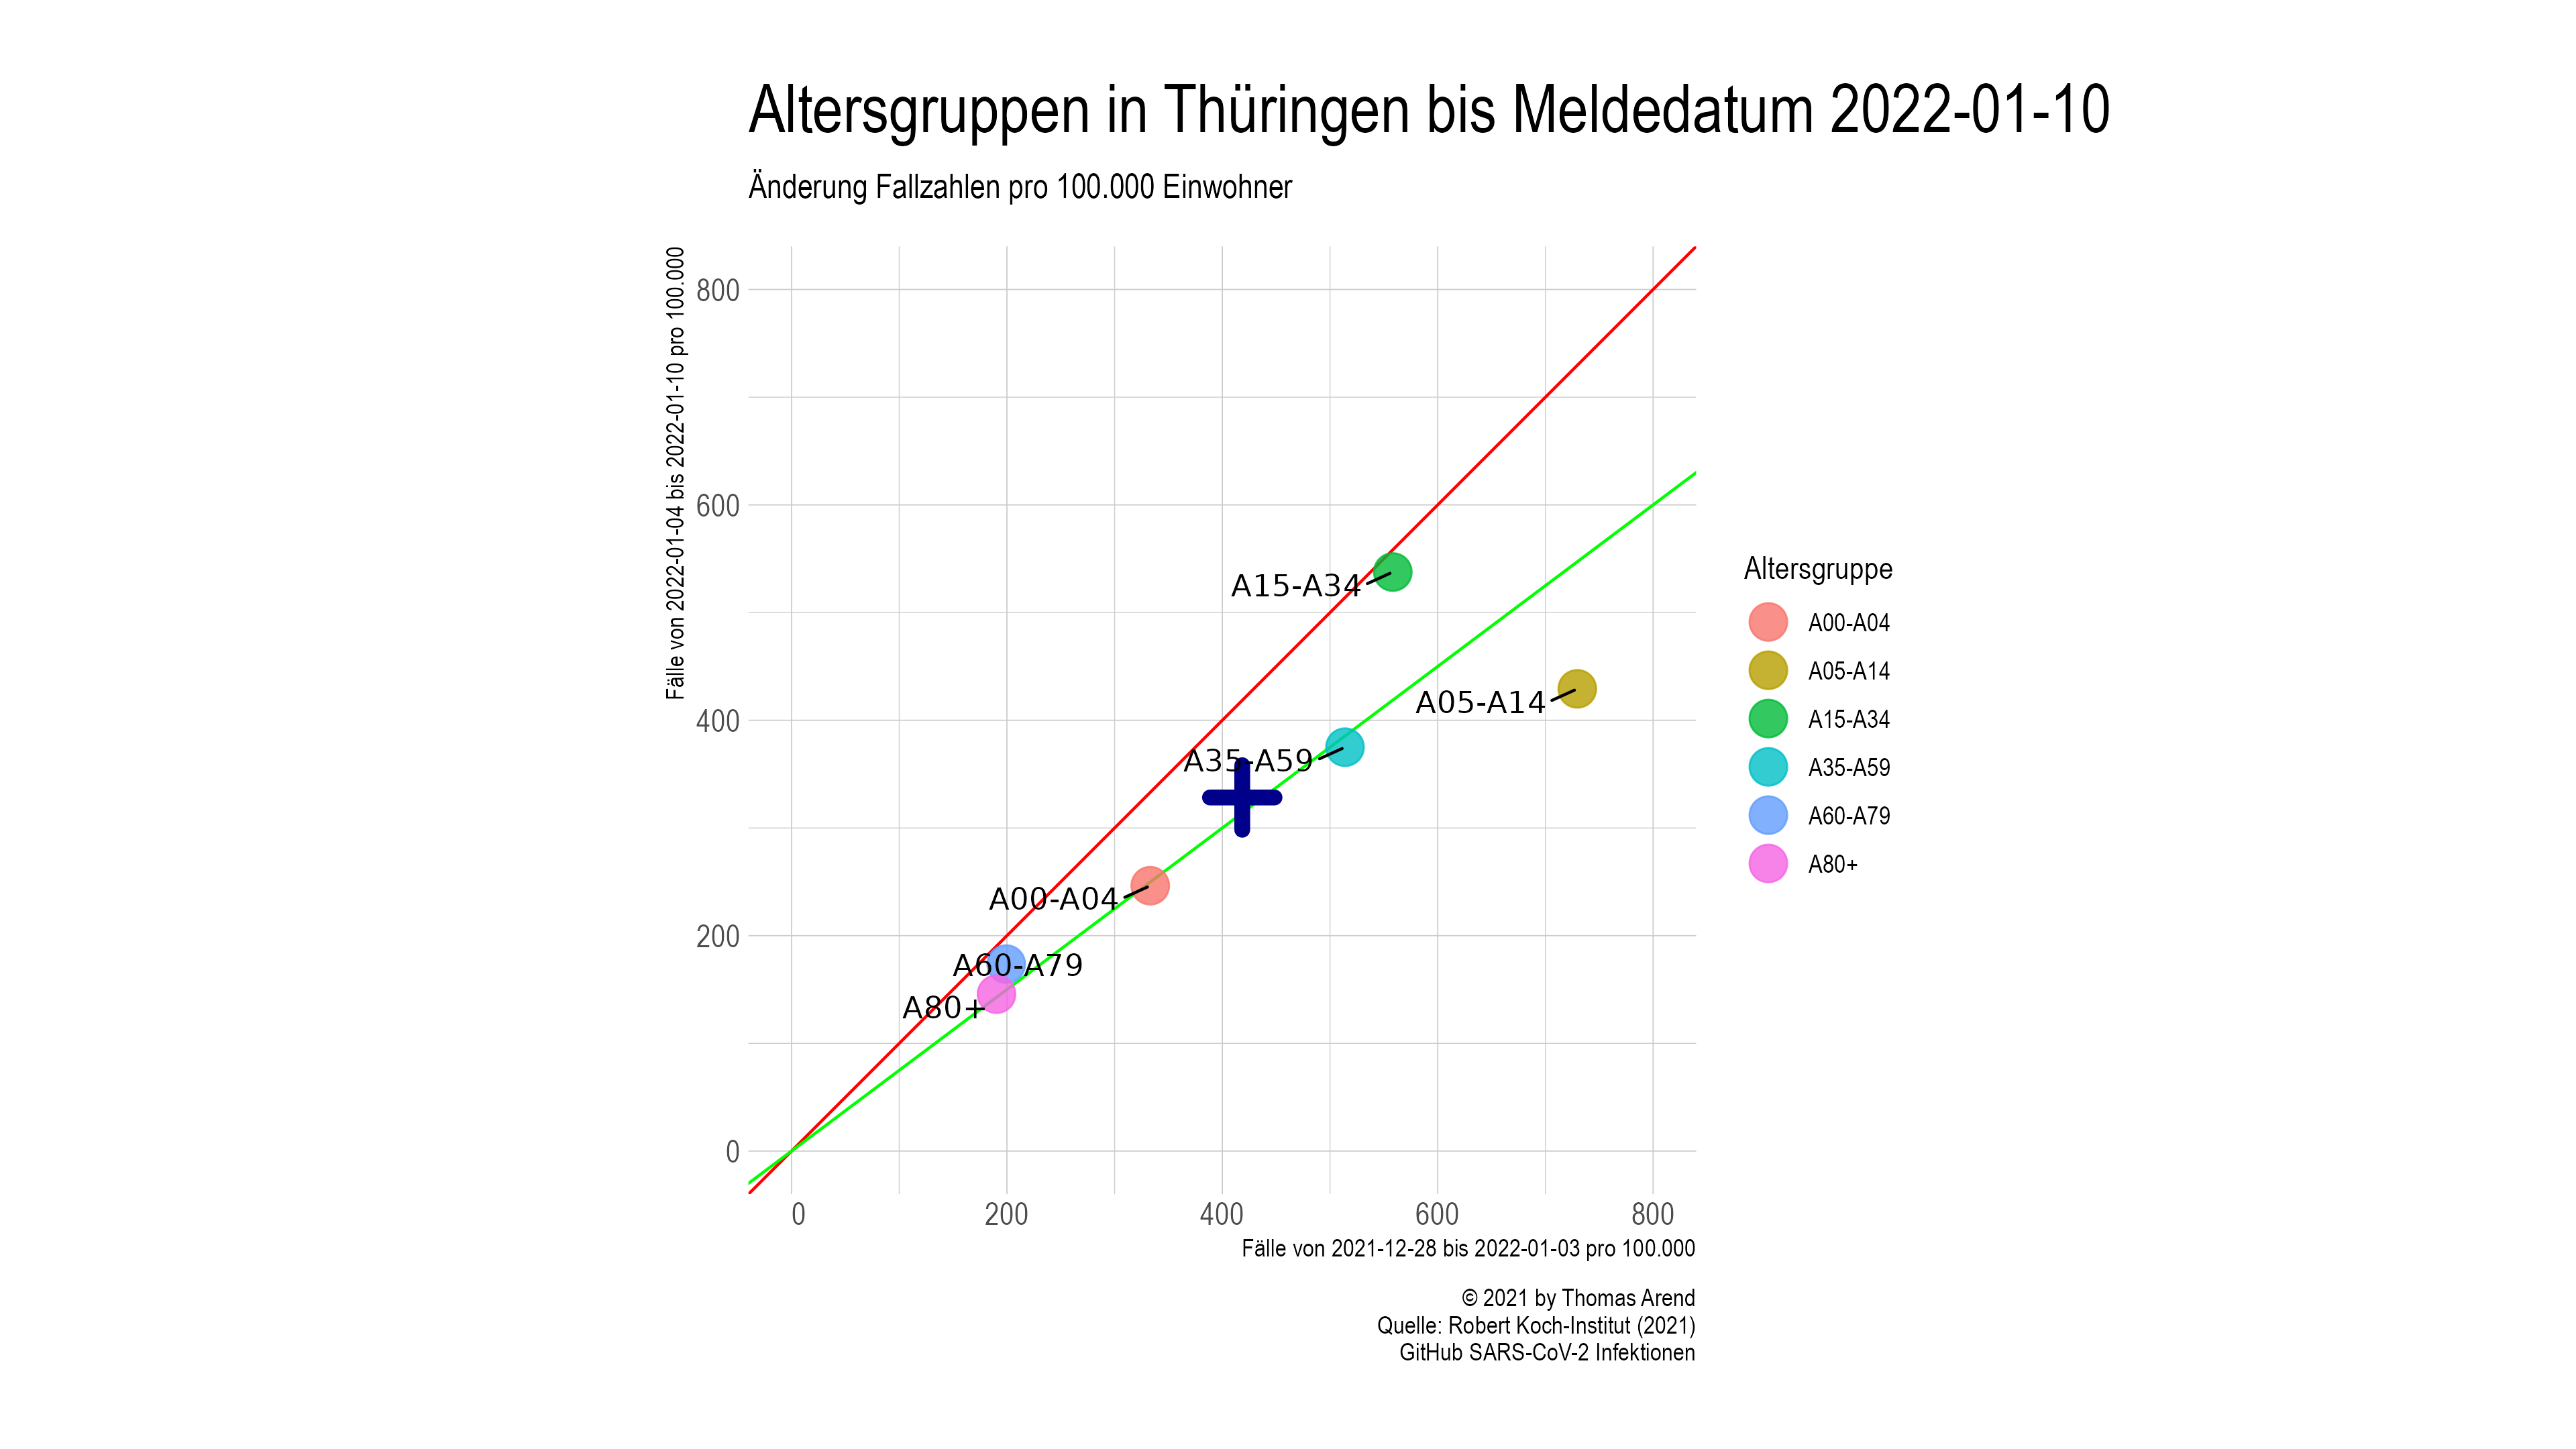 Altersgruppen in Thüringen bis Meldedatum 2022-01-10
Änderung Fallzahlen pro 100.000 Einwohner
Fälle von 2022-01-04 bis 2022-01-10 pro 100.000
800
600
400
200
0
A15-A34
A05-A14
A35-A59
A00-A04
A60-A79
A80+
0
200
400
600
800
Fälle von 2021-12-28 bis 2022-01-03 pro 100.000
Altersgruppe
A00-A04
A05-A14
A15-A34
A35-A59
A60-A79
A80+
© 2021 by Thomas Arend
Quelle: Robert Koch-Institut (2021)
GitHub SARS-CoV-2 Infektionen